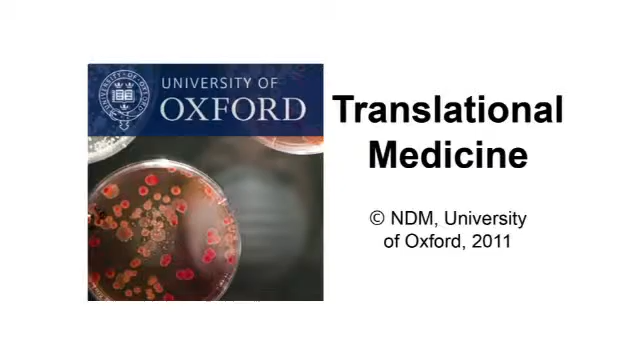 UNIVERSITY OF
OXFORD
Translational
Medicine
© NDM, University
of Oxford, 2011